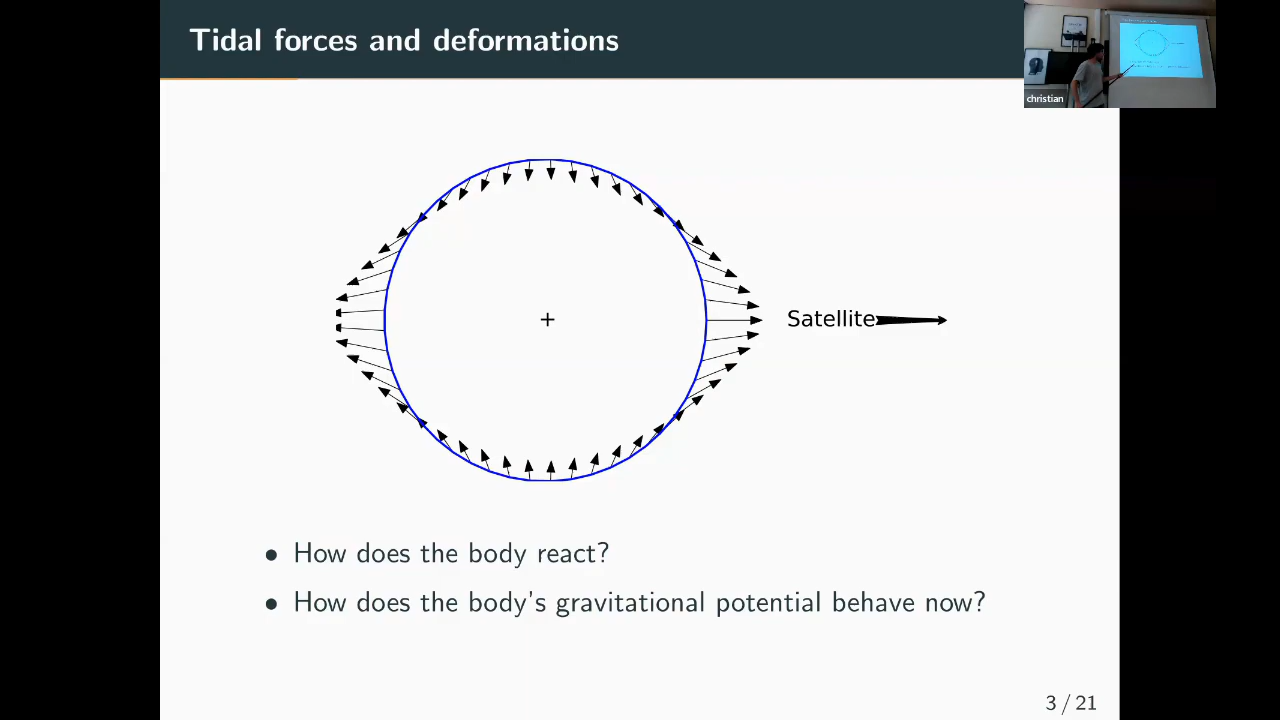 Tidal forces and deformations
christian
+
Satellite
• How does the body react?
• How does the body's gravitational potential behave now?
3 / 21